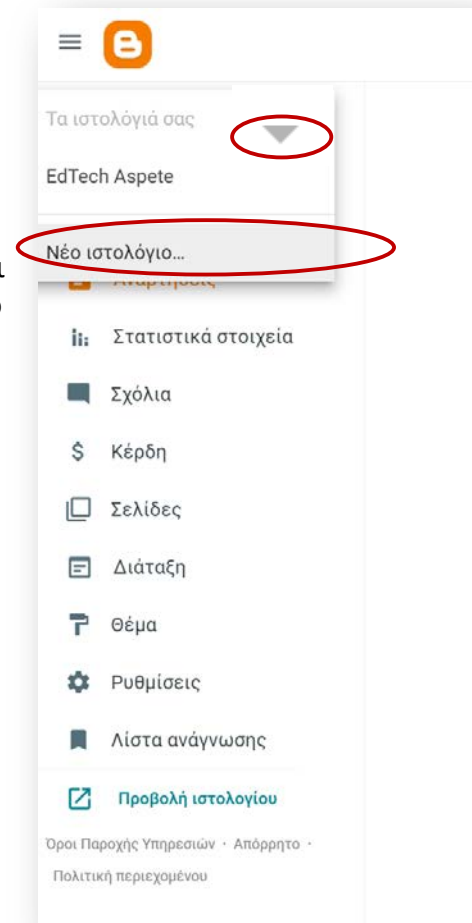 Τα ιστολόγιά σας
EdTech Aspete
Νέο ιστολόγιο...
Αναρτήσεις
Στατιστικά στοιχεία
Σχόλια
$ Κέρδη
Σελίδες
Διάταξη
Θέμα
Ρυθμίσεις
Λίστα ανάγνωσης
Προβολή ιστολογίου
Όροι Παροχής Υπηρεσιών · Απόρρητο ·
Πολιτική περιεχομένου